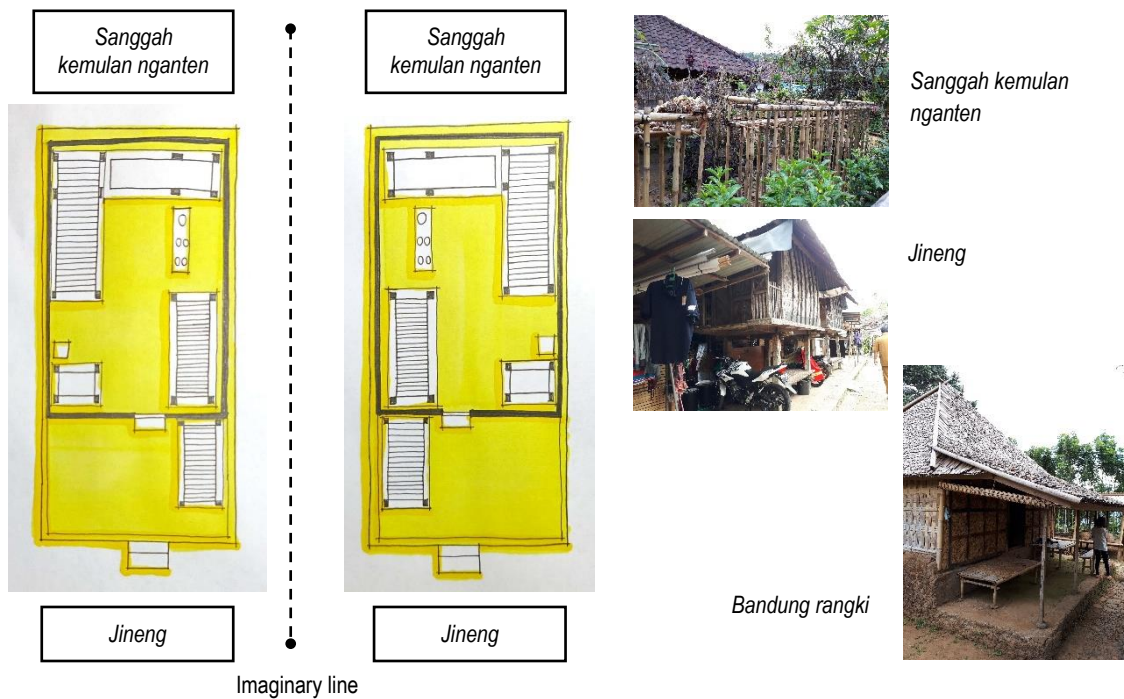 Sanggah
kemulan nganten
Sanggah
kemulan nganten
Jineng
Jineng
Imaginary line
Sanggah kemulan
nganten
Jineng
Bandung rangki